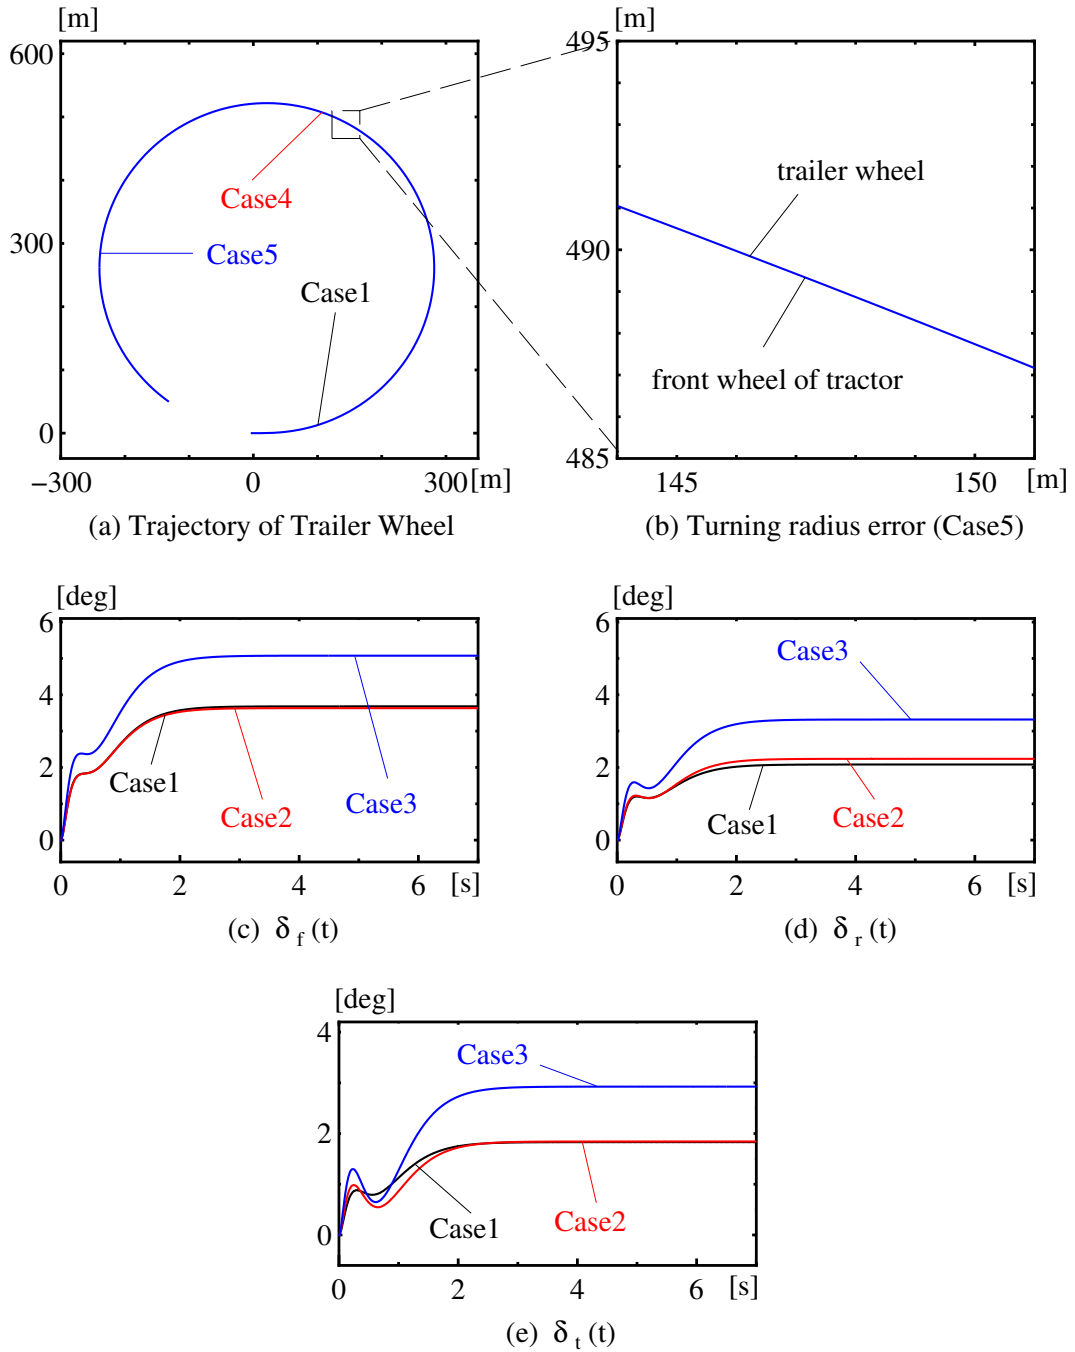 [m]
600
300
0
−300
0
300
[m]
Case4
Case5
Case1
(a) Trajectory of Trailer Wheel
[m]
495
490
485
145
150
[m]
trailer wheel
front wheel of tractor
(b) Turning radius error (Case5)
[deg]
6
4
2
0
0
2
4
6
[s]
Case1
Case2
Case3
(c) δ f (t)
[deg]
6
4
2
0
0
2
4
6
[s]
Case3
Case1
Case2
(d) δ r (t)
[deg]
4
2
0
0
2
4
6
[s]
Case3
Case1
Case2
(e) δ t (t)